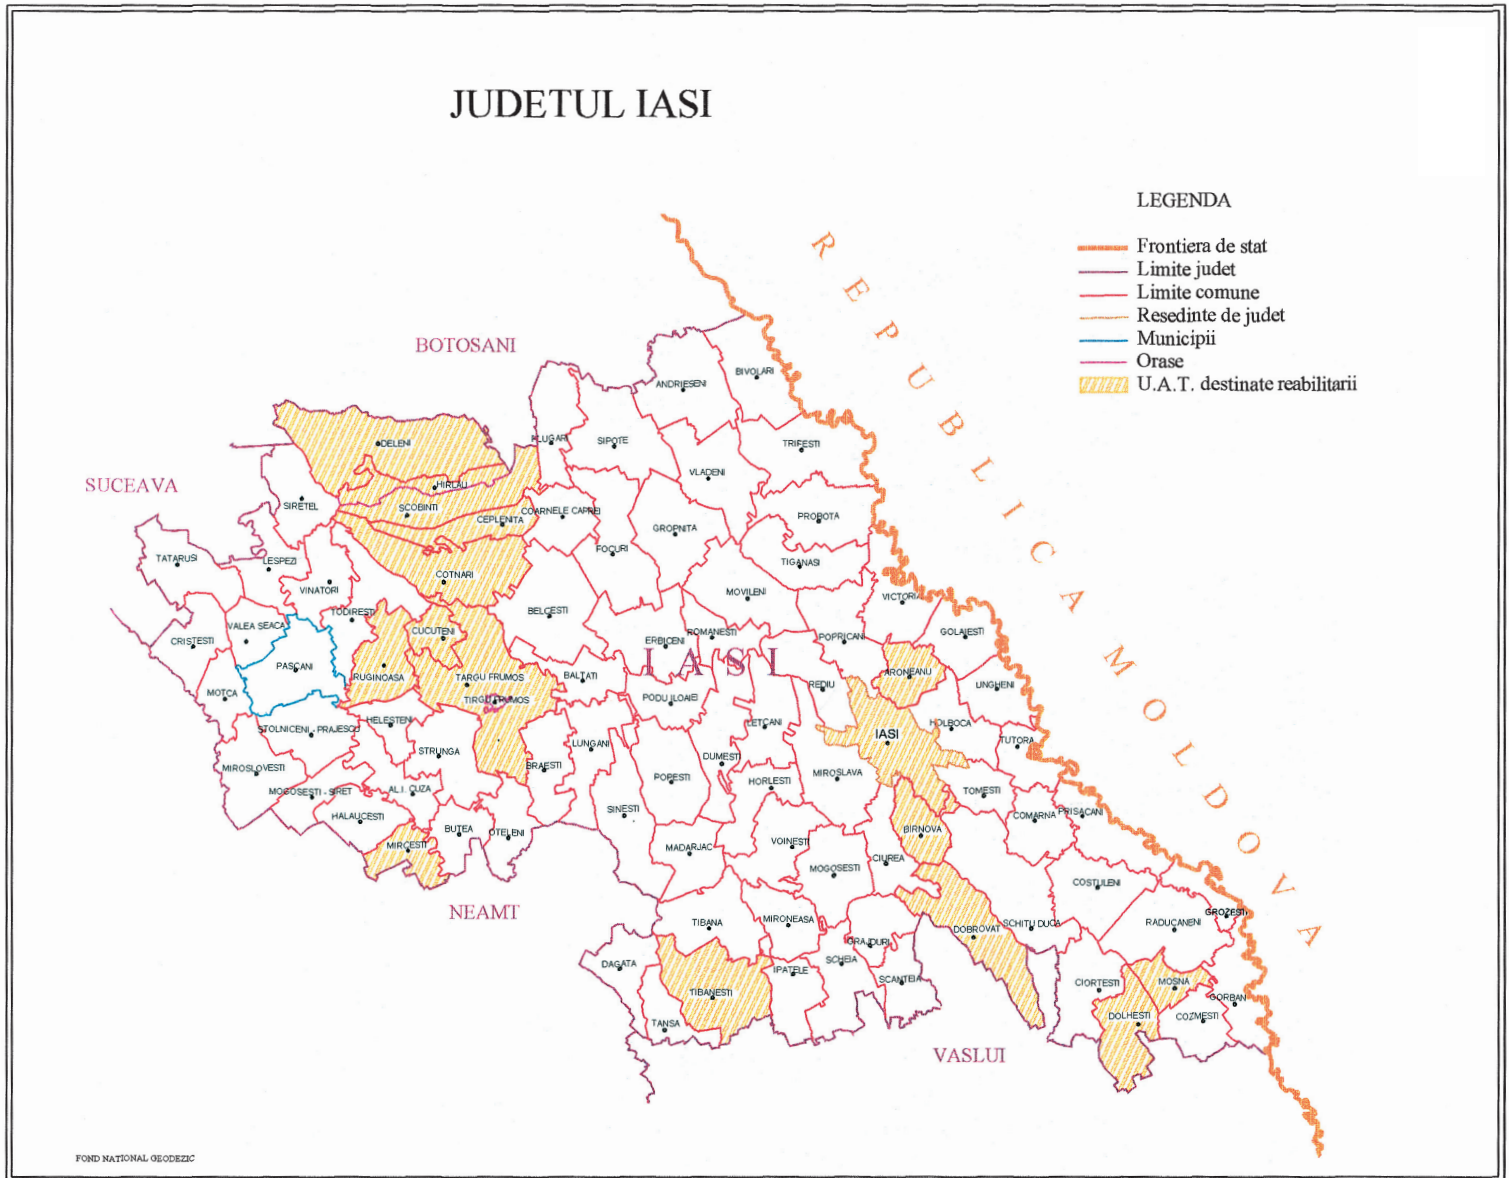 JUDETUL IASI
LEGENDA
Frontiera de stat
Limite judet
Limite comune
Resedinte de judet
Municipii
Orase
U.A.T. destinate reabilitarii
REPUBLICA MOLDOVA
BOTOSANI
SUCEAVA
NEAMT
VASLUI
IASI
ANDRIESENI
BIVOLARI
DELENI
PLUGARI
SIPOTE
TRIFESTI
VLADENI
HIRLAU
SIRETEL
SCOBINTI
CEPLENITA
COARNELE CAPREI
PROBOTA
GROPNITA
TATARUSI
LESPEZI
FOCURI
TIGANASI
COTNARI
VINATORI
MOVILENI
VICTORIA
TODIRESTI
BELCESTI
VALEA SEACA
CUCUTENI
CRISTESTI
ERBICENI
ROMANESTI
POPRICANI
GOLAIESTI
PASCANI
RUGINOASA
TARGU FRUMOS
BALTATI
ARONEANU
REDIU
UNGHENI
MOTCA
TIRGU FRUMOS
PODU ILOAIEI
STOLNICENI - PRAJESCU
HELESTENI
LETCANI
HOLBOCA
IASI
TUTORA
STRUNGA
LUNGANI
MIROSLOVESTI
BRAESTI
DUMESTI
POPESTI
HORLESTI
MIROSLAVA
MOGOSESTI - SIRET
AL.I. CUZA
TOMESTI
HALAUCESTI
SINESTI
COMARNA
PRISACANI
BUTEA
OTELENI
BIRNOVA
MIRCESTI
MADARJAC
VOINESTI
CIUREA
MOGOSESTI
COSTULENI
TIBANA
MIRONEASA
SCHITU DUCA
RADUCANENI
GROZESTI
DOBROVAT
GRAJDURI
DAGATA
IPATELE
SCHEIA
SCANTEIA
CIORTESTI
MOSNA
TIBANESTI
GORBAN
TANSA
DOLHESTI
COZMESTI
FOND NATIONAL GEODEZIC